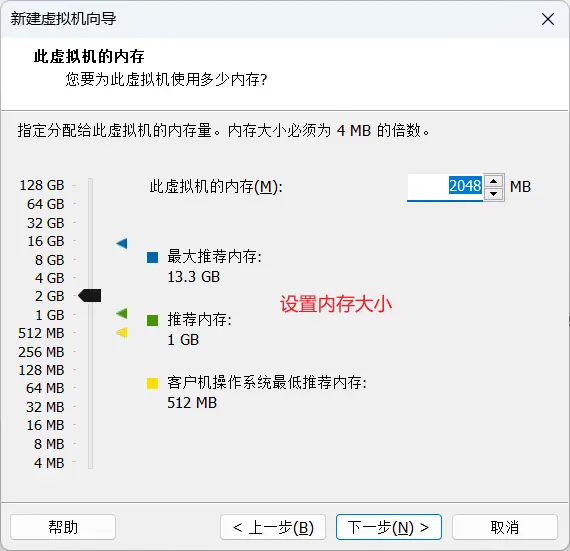 新建虚拟机向导
此虚拟机的内存
您要为此虚拟机使用多少内存?
指定分配给此虚拟机的内存量。内存大小必须为 4 MB 的倍数。
128 GB
64 GB
32 GB
16 GB
8 GB
4 GB
2 GB
1 GB
512 MB
256 MB
128 MB
64 MB
32 MB
16 MB
8 MB
4 MB
此虚拟机的内存(M): 2048 MB
最大推荐内存:
13.3 GB
设置内存大小
推荐内存:
1 GB
客户机操作系统最低推荐内存:
512 MB
帮助 < 上一步(B) 下一步(N) > 取消